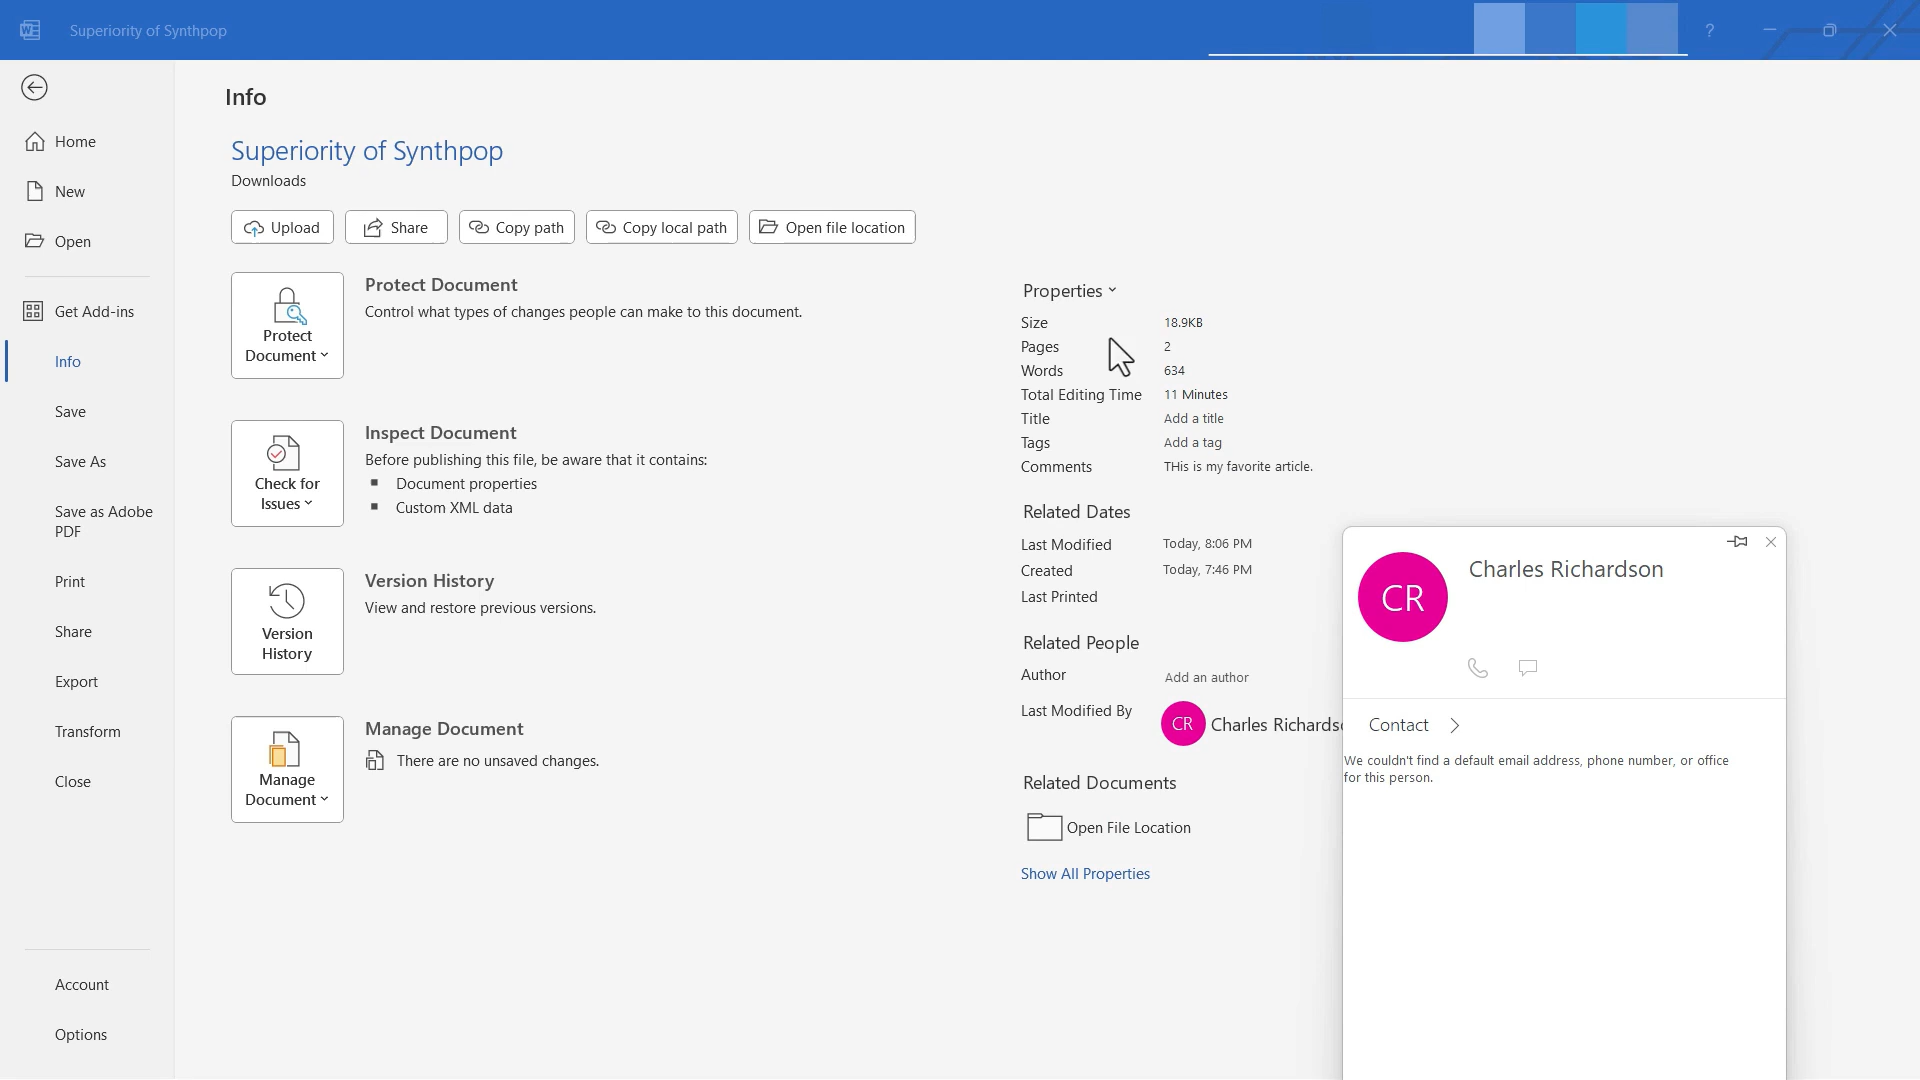 Superiority of Synthpop
?
Info
Home
New
Open
Get Add-ins
Info
Save
Save As
Save as Adobe
PDF
Print
Share
Export
Transform
Close
Account
Options
Superiority of Synthpop
Downloads
Upload
Share
Copy path
Copy local path
Open file location
Protect
Document
Protect Document
Control what types of changes people can make to this document.
Check for
Issues
Inspect Document
Before publishing this file, be aware that it contains:
Document properties
Custom XML data
Version
History
Version History
View and restore previous versions.
Manage
Document
Manage Document
There are no unsaved changes.
Properties
Size 18.9KB
Pages 2
Words 634
Total Editing Time 11 Minutes
Title Add a title
Tags Add a tag
Comments THis is my favorite article.
Related Dates
Last Modified Today, 8:06 PM
Created Today, 7:46 PM
Last Printed
Related People
Author Add an author
Last Modified By CR Charles Richards
Related Documents
Open File Location
Show All Properties
CR
Charles Richardson
Contact
We couldn't find a default email address, phone number, or office
for this person.